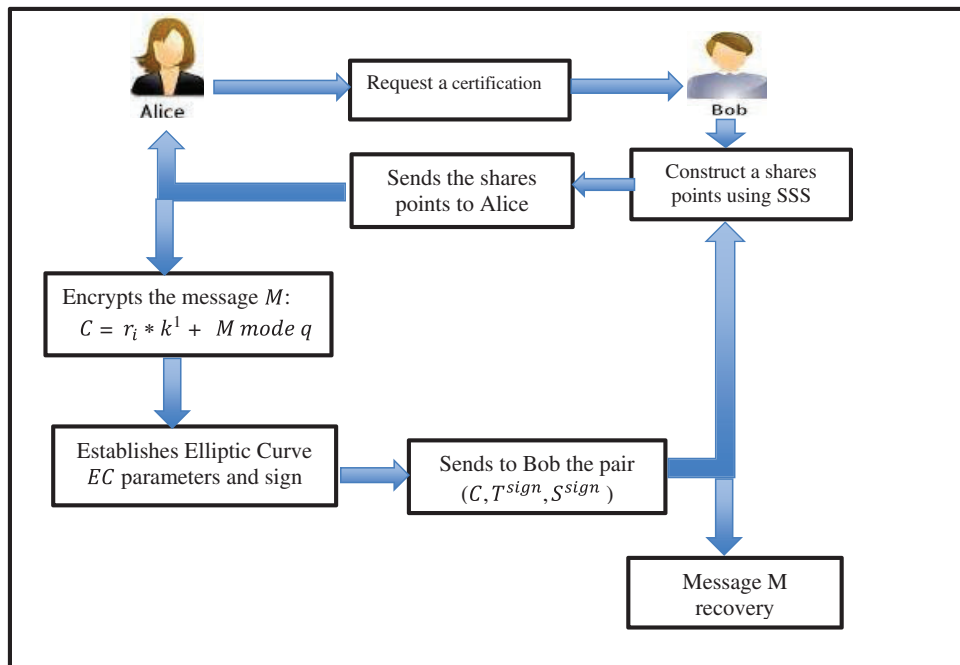 Alice
Request a certification
Bob
Sends the shares
points to Alice
Construct a shares
points using SSS
Encrypts the message M:
C = r_i * k^1 + M mode q
Establishes Elliptic Curve
EC parameters and sign
Sends to Bob the pair
(C, T^sign, S^sign )
Message M
recovery